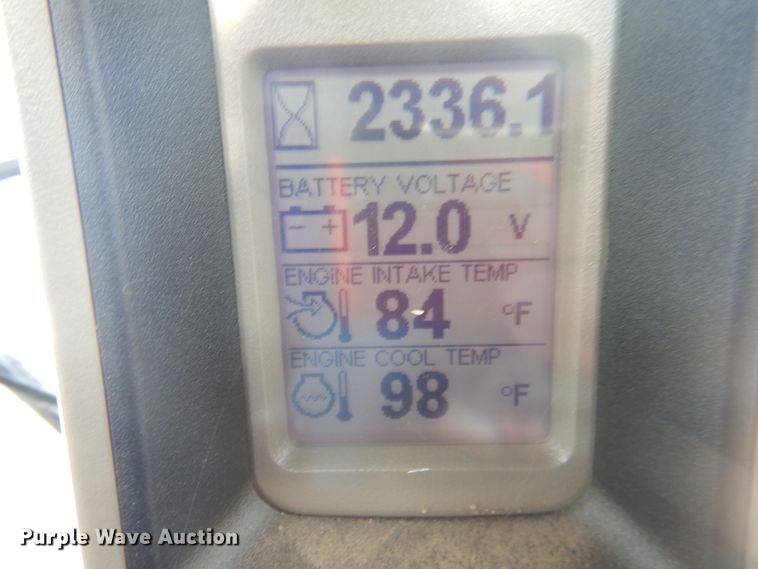 2336.1
BATTERY VOLTAGE
- + 12.0 V
ENGINE INTAKE TEMP
84 °F
ENGINE COOL TEMP
98 °F
Purple Wave Auction